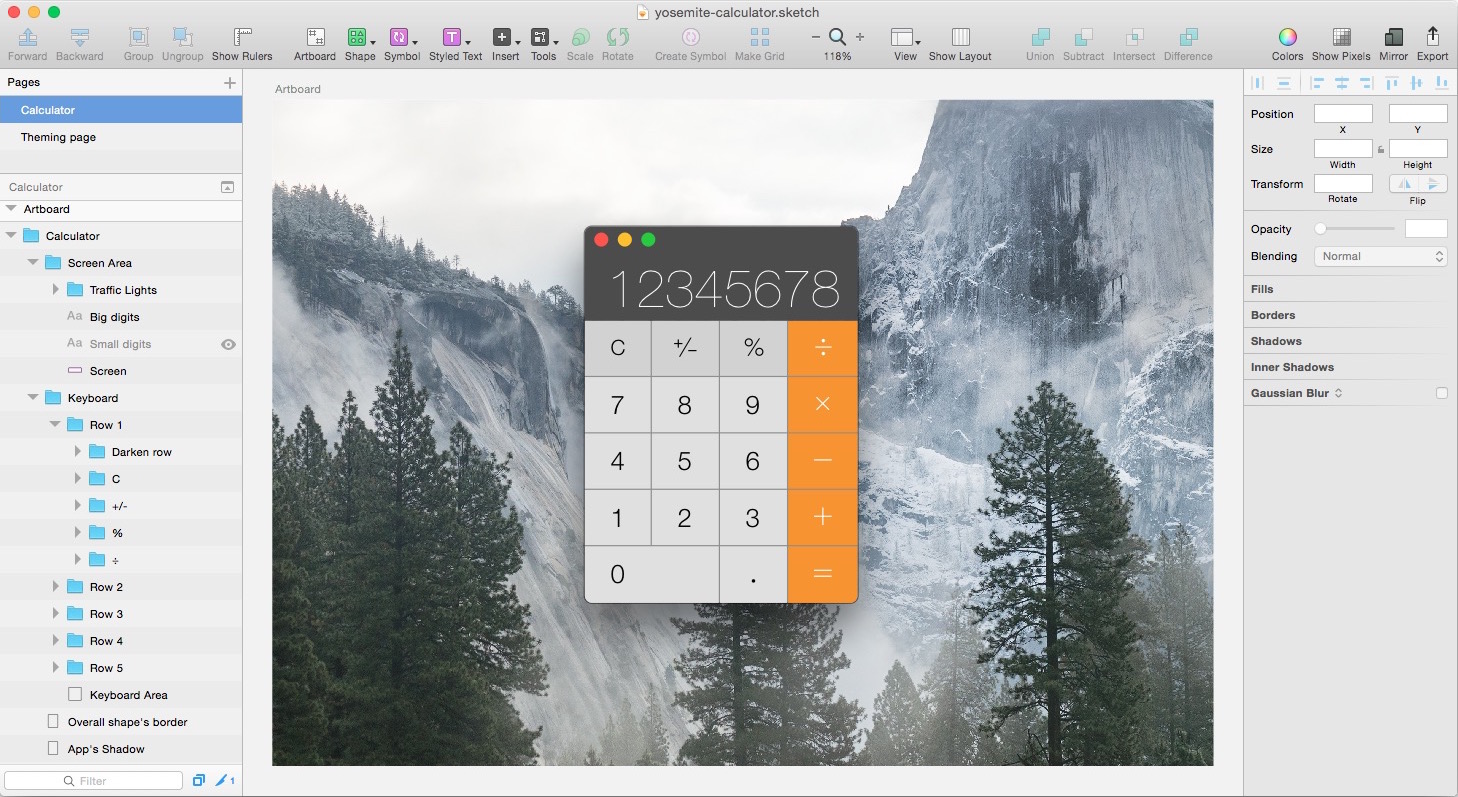 yosemite-calculator.sketch
Forward Backward Group Ungroup Show Rulers Artboard Shape Symbol Styled Text Insert Tools Scale Rotate Create Symbol Make Grid 118% View Show Layout Union Subtract Intersect Difference Colors Show Pixels Mirror Export
Pages
Calculator
Theming page
Calculator
Artboard
Calculator
Screen Area
Traffic Lights
Aa Big digits
Aa Small digits
Screen
Keyboard
Row 1
Darken row
C
+/-
%
÷
Row 2
Row 3
Row 4
Row 5
Keyboard Area
Overall shape's border
App's Shadow
Filter
1
Artboard
12345678
C +/− % ÷
7 8 9 ×
4 5 6 −
1 2 3 +
0 . =
Position
X Y
Size
Width Height
Transform
Rotate Flip
Opacity
Blending Normal
Fills
Borders
Shadows
Inner Shadows
Gaussian Blur